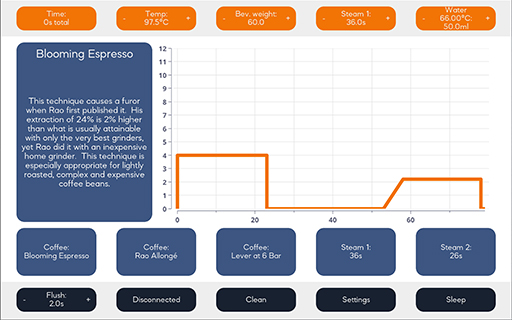 Time:
0s total
- Temp: +
97.5°C
- Bev. weight: +
60.0
- Steam 1: +
36.0s
Water
- 66.00°C: +
50.0ml
Blooming Espresso
This technique causes a furor
when Rao first published it. His
extraction of 24% is 2% higher
than what is usually attainable
with only the very best grinders,
yet Rao did it with an inexpensive
home grinder. This technique is
especially appropriate for lightly
roasted, complex and expensive
coffee beans.
12
11
10
9
8
7
6
5
4
3
2
1
0
0 20 40 60
Coffee:
Blooming Espresso
Coffee:
Rao Allongé
Coffee:
Lever at 6 Bar
Steam 1:
36s
Steam 2:
26s
- Flush: +
2.0s
Disconnected
Clean
Settings
Sleep